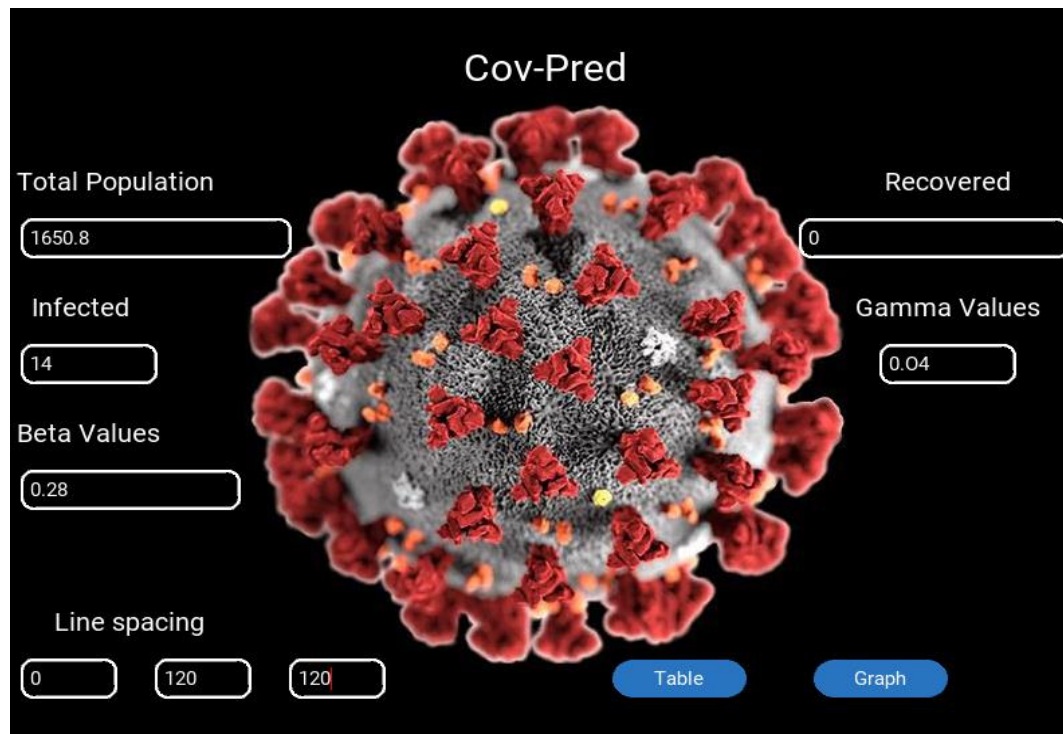 Cov-Pred
Total Population
Recovered
1650.8
0
Infected
Gamma Values
14
0.O4
Beta Values
0.28
Line spacing
0
120
120
Table
Graph